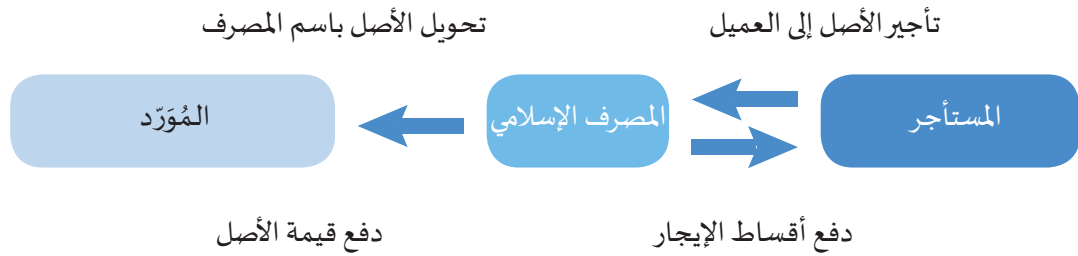 تأجير الأصل إلى العميل
تحويل الأصل باسم المصرف
المستأجر
المصرف الإسلامي
المُوَرّد
دفع أقساط الإيجار
دفع قيمة الأصل